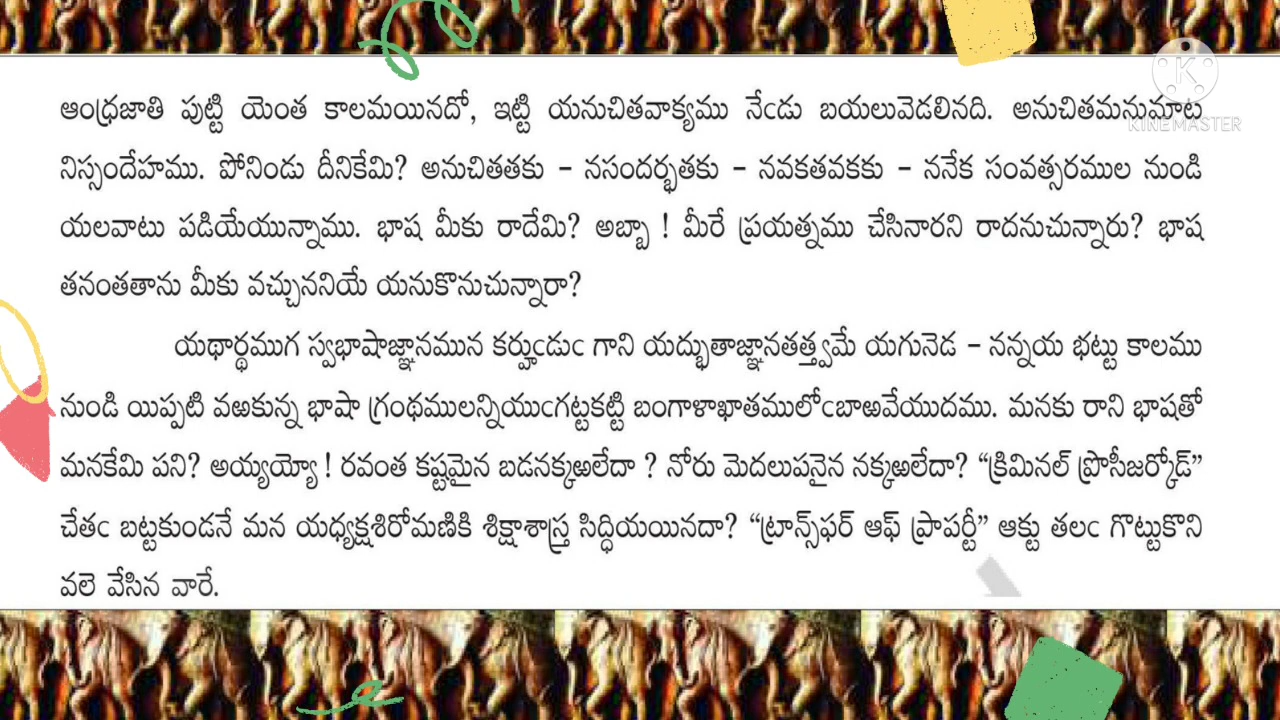 ఆంధ్రజాతి పుట్టి యెంత కాలమయినదో, ఇట్టి యనుచితవాక్యము నేఁడు బయలువెడలినది. అనుచితమనుమాట
KINEMASTER
నిస్సందేహము. పోనిండు దీనికేమి? అనుచితతకు – నసందర్భతకు – నవకతవకకు – ననేక సంవత్సరముల నుండి
యలవాటు పడియేయున్నాము. భాష మీకు రాదేమి? అబ్బా ! మీరే ప్రయత్నము చేసినారని రాదనుచున్నారు? భాష
తనంతతాను మీకు వచ్చుననియే యనుకొనుచున్నారా?
యథార్థముగ స్వభాషాజ్ఞానమున కర్హుఁడుఁ గాని యద్భుతాజ్ఞానతత్త్వమే యగునెడ – నన్నయ భట్టు కాలము
నుండి యిప్పటి వఱకున్న భాషా గ్రంథములన్నియుఁగట్టకట్టి బంగాళాఖాతములోఁబాఱవేయుదము. మనకు రాని భాషతో
మనకేమి పని? అయ్యయ్యో ! రవంత కష్టమైన బడనక్కఱలేదా ? నోరు మెదలుపనైన నక్కఱలేదా? “క్రిమినల్ ప్రొసీజర్కోడ్”
చేతఁ బట్టకుండనే మన యధ్యక్షశిరోమణికి శిక్షాశాస్త్ర సిద్ధియయినదా? “ట్రాన్స్‌ఫర్ ఆఫ్ ప్రాపర్టీ” ఆక్టు తలఁ గొట్టుకొని
వలె వేసిన వారే.